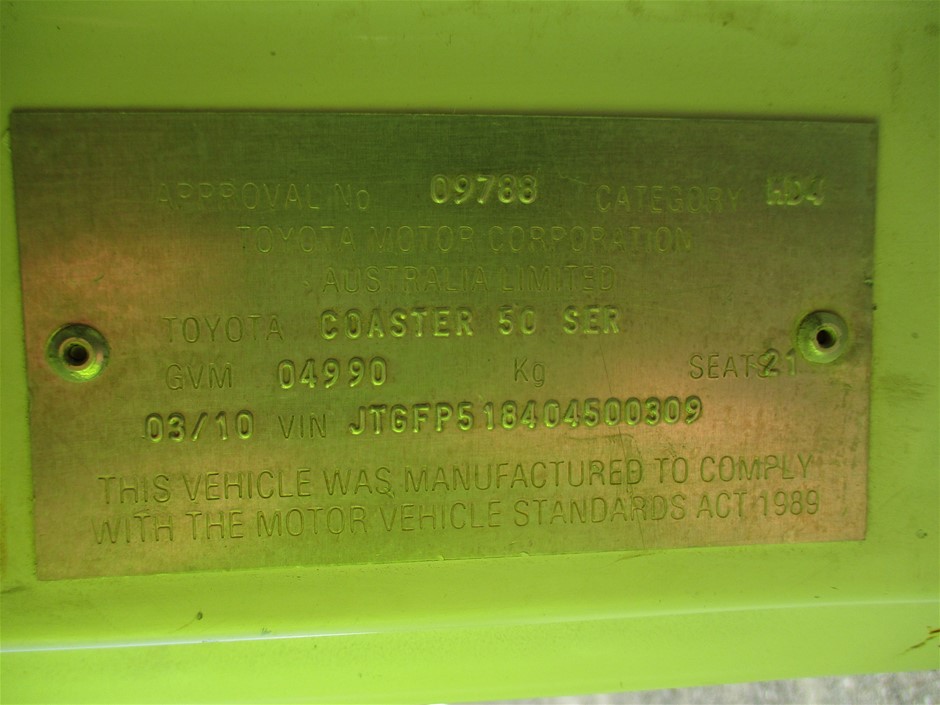 APPROVAL No 09788 CATEGORY MD4
TOYOTA MOTOR CORPORATION
AUSTRALIA LIMITED
TOYOTA COASTER 50 SER
GVM 04990 Kg SEATS 21
03/10 VIN JTGFP518404500309
THIS VEHICLE WAS MANUFACTURED TO COMPLY
WITH THE MOTOR VEHICLE STANDARDS ACT 1989